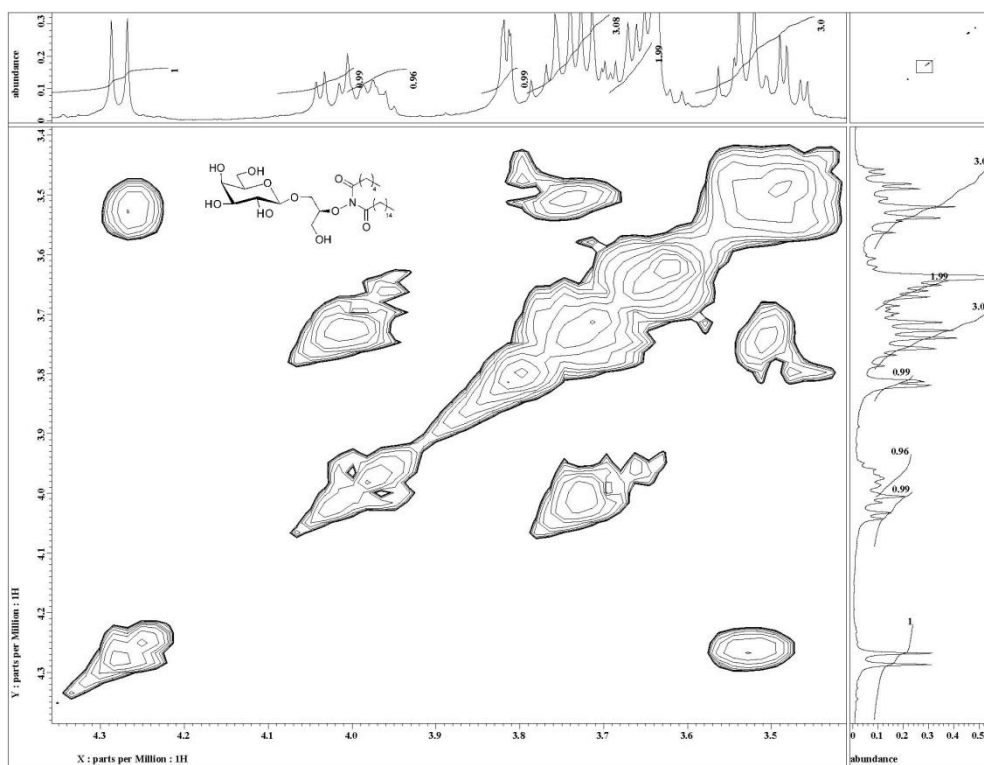 abundance
0
0.1
0.2
0.3
1
0.99
0.96
0.99
3.08
1.99
3.0
3.4
3.5
3.6
3.7
3.8
3.9
4.0
4.1
4.2
4.3
Y : parts per Million : 1H
HO
OH
O
HO
OH
OH
O
O
N
O
O
HO
4
14
3.0
1.99
3.0
0.99
0.96
0.99
1
4.3
4.2
4.1
4.0
3.9
3.8
3.7
3.6
3.5
X : parts per Million : 1H
0
0.1
0.2
0.3
0.4
0.5
abundance